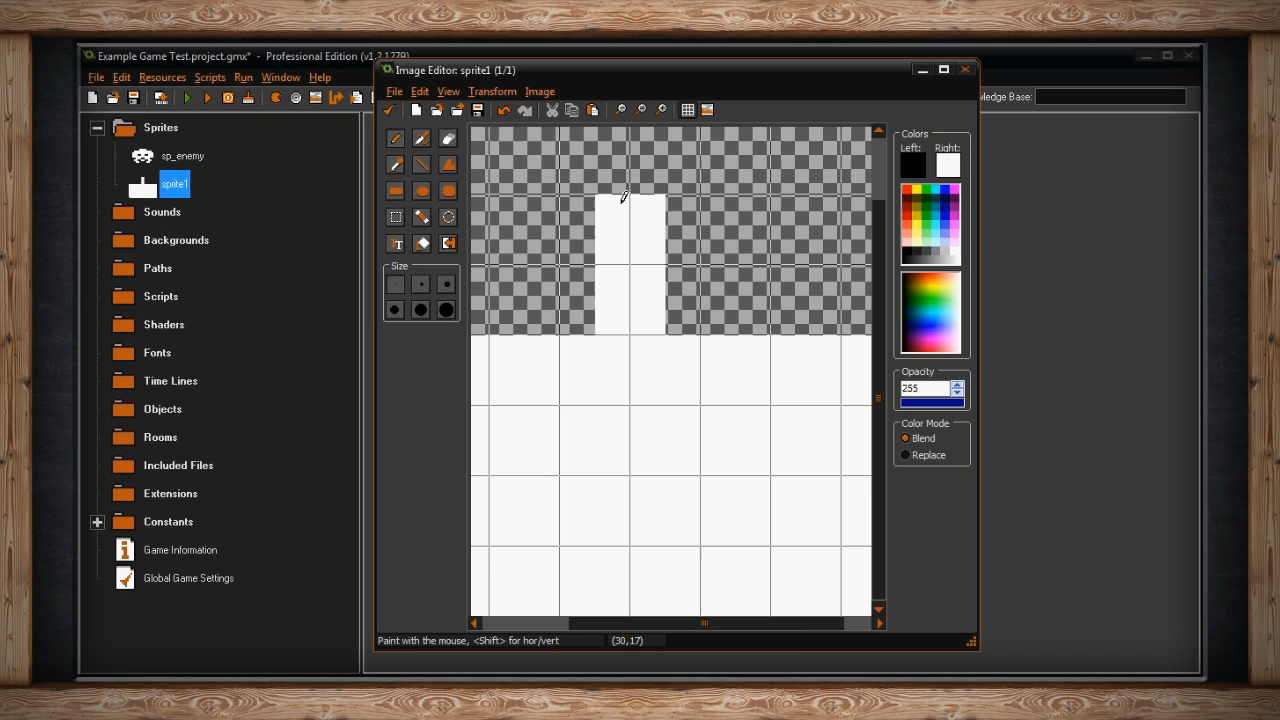 Example Game Test.project.gmx* - Professional Edition (v1.2.1279)
File Edit Resources Scripts Run Window Help
Image Editor: sprite1 (1/1)
File Edit View Transform Image
ledge Base:
Sprites
sp_enemy
sprite1
Sounds
Backgrounds
Paths
Scripts
Shaders
Fonts
Time Lines
Objects
Rooms
Included Files
Extensions
Constants
Game Information
Global Game Settings
Size
Colors
Left: Right:
Opacity
255
Color Mode
Blend
Replace
Paint with the mouse, <Shift> for hor/vert (30,17)